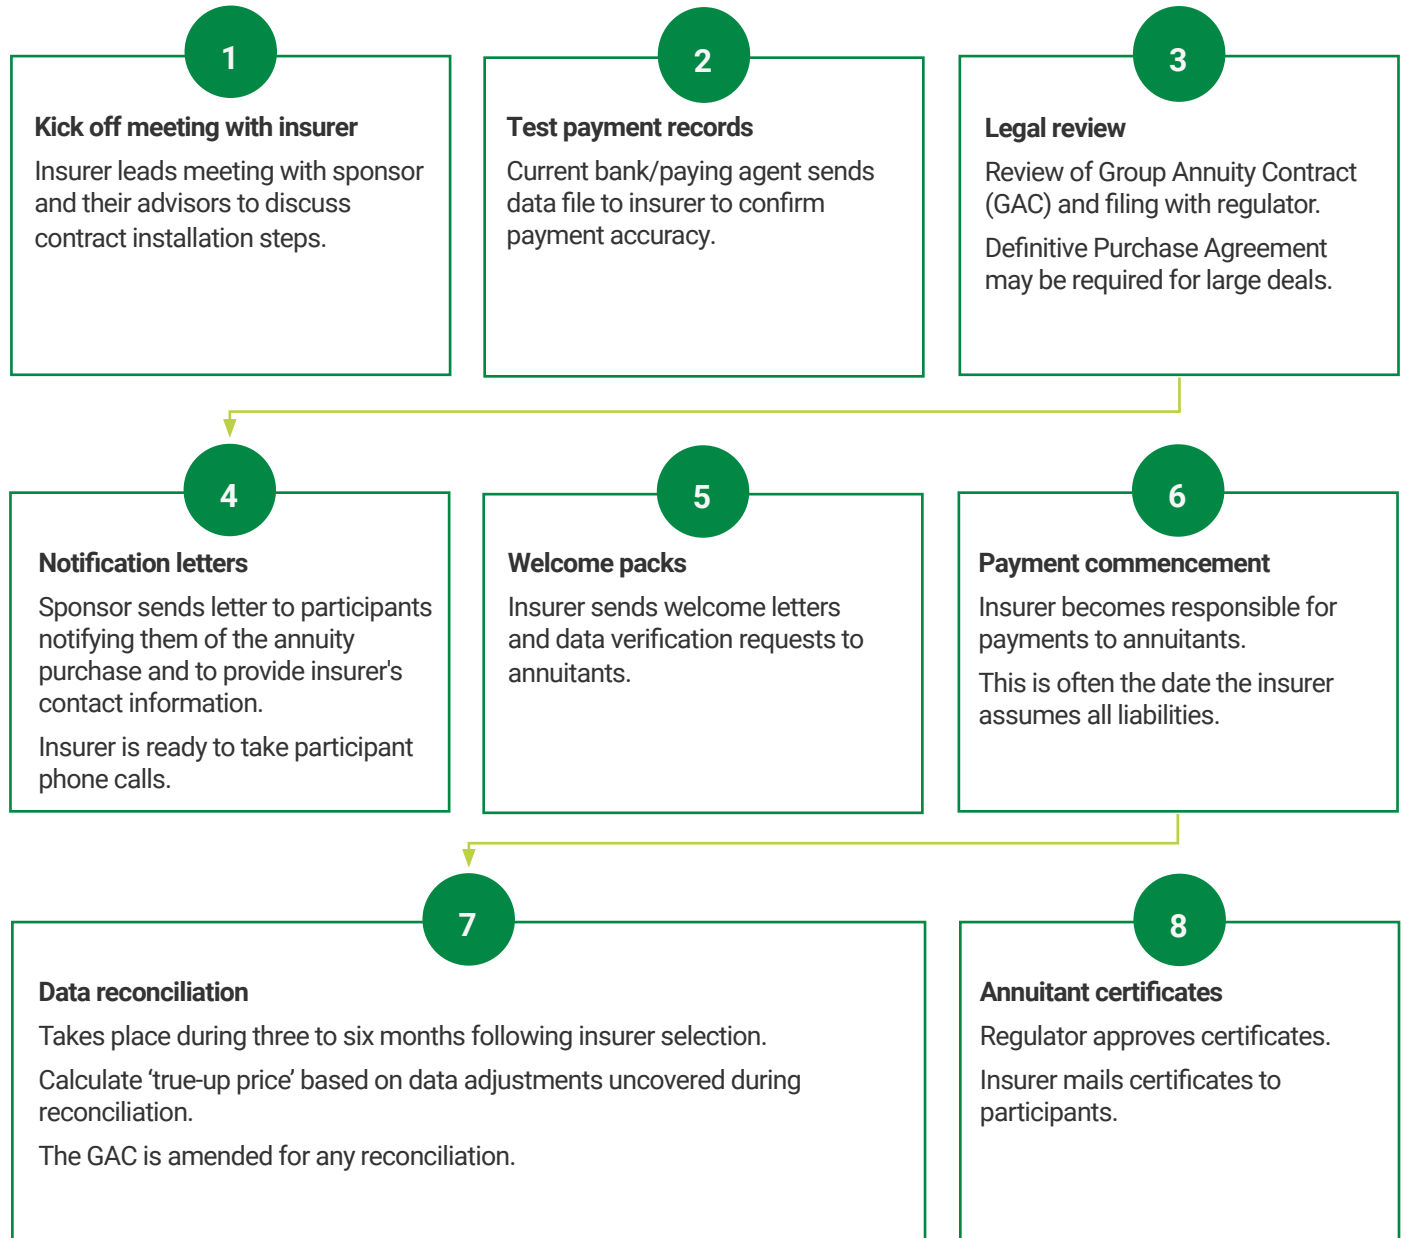 1
Kick off meeting with insurer
Insurer leads meeting with sponsor
and their advisors to discuss
contract installation steps.
2
Test payment records
Current bank/paying agent sends
data file to insurer to confirm
payment accuracy.
3
Legal review
Review of Group Annuity Contract
(GAC) and filing with regulator.
Definitive Purchase Agreement
may be required for large deals.
4
Notification letters
Sponsor sends letter to participants
notifying them of the annuity
purchase and to provide insurer's
contact information.
Insurer is ready to take participant
phone calls.
5
Welcome packs
Insurer sends welcome letters
and data verification requests to
annuitants.
6
Payment commencement
Insurer becomes responsible for
payments to annuitants.
This is often the date the insurer
assumes all liabilities.
7
Data reconciliation
Takes place during three to six months following insurer selection.
Calculate ‘true-up price’ based on data adjustments uncovered during
reconciliation.
The GAC is amended for any reconciliation.
8
Annuitant certificates
Regulator approves certificates.
Insurer mails certificates to
participants.